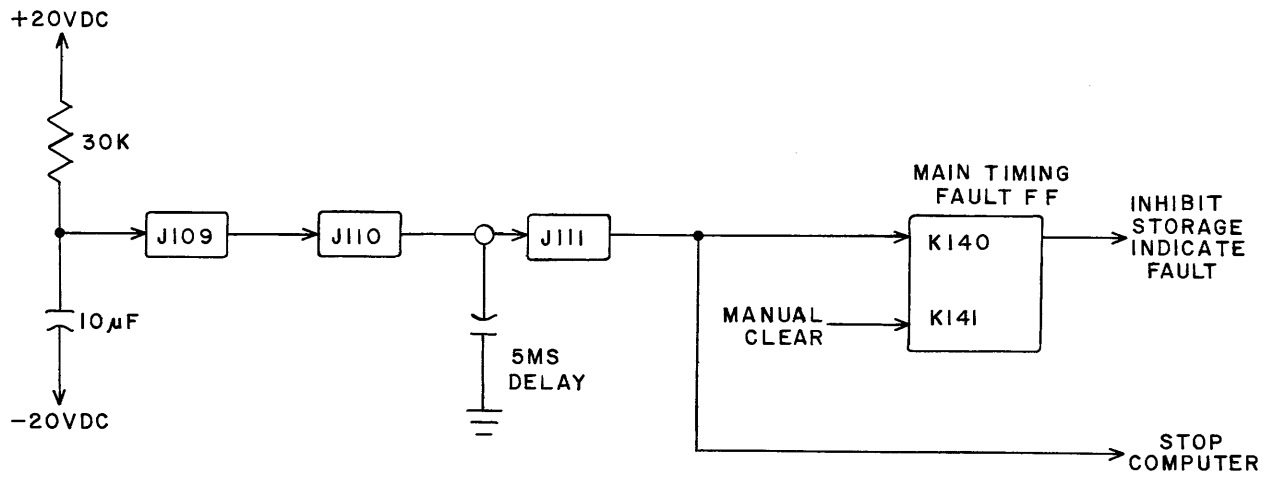 +20VDC
30K
J109
J110
J111
10µF
-20VDC
5MS
DELAY
MAIN TIMING
FAULT FF
K140
K141
MANUAL
CLEAR
INHIBIT
STORAGE
INDICATE
FAULT
STOP
COMPUTER